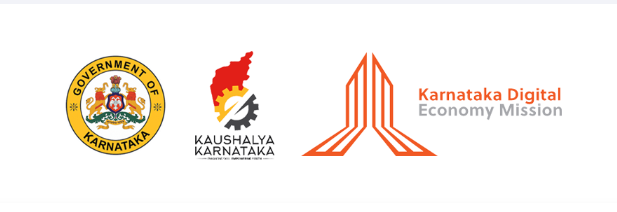 GOVERNMENT OF
KARNATAKA
KAUSHALYA
KARNATAKA
Karnataka Digital
Economy Mission